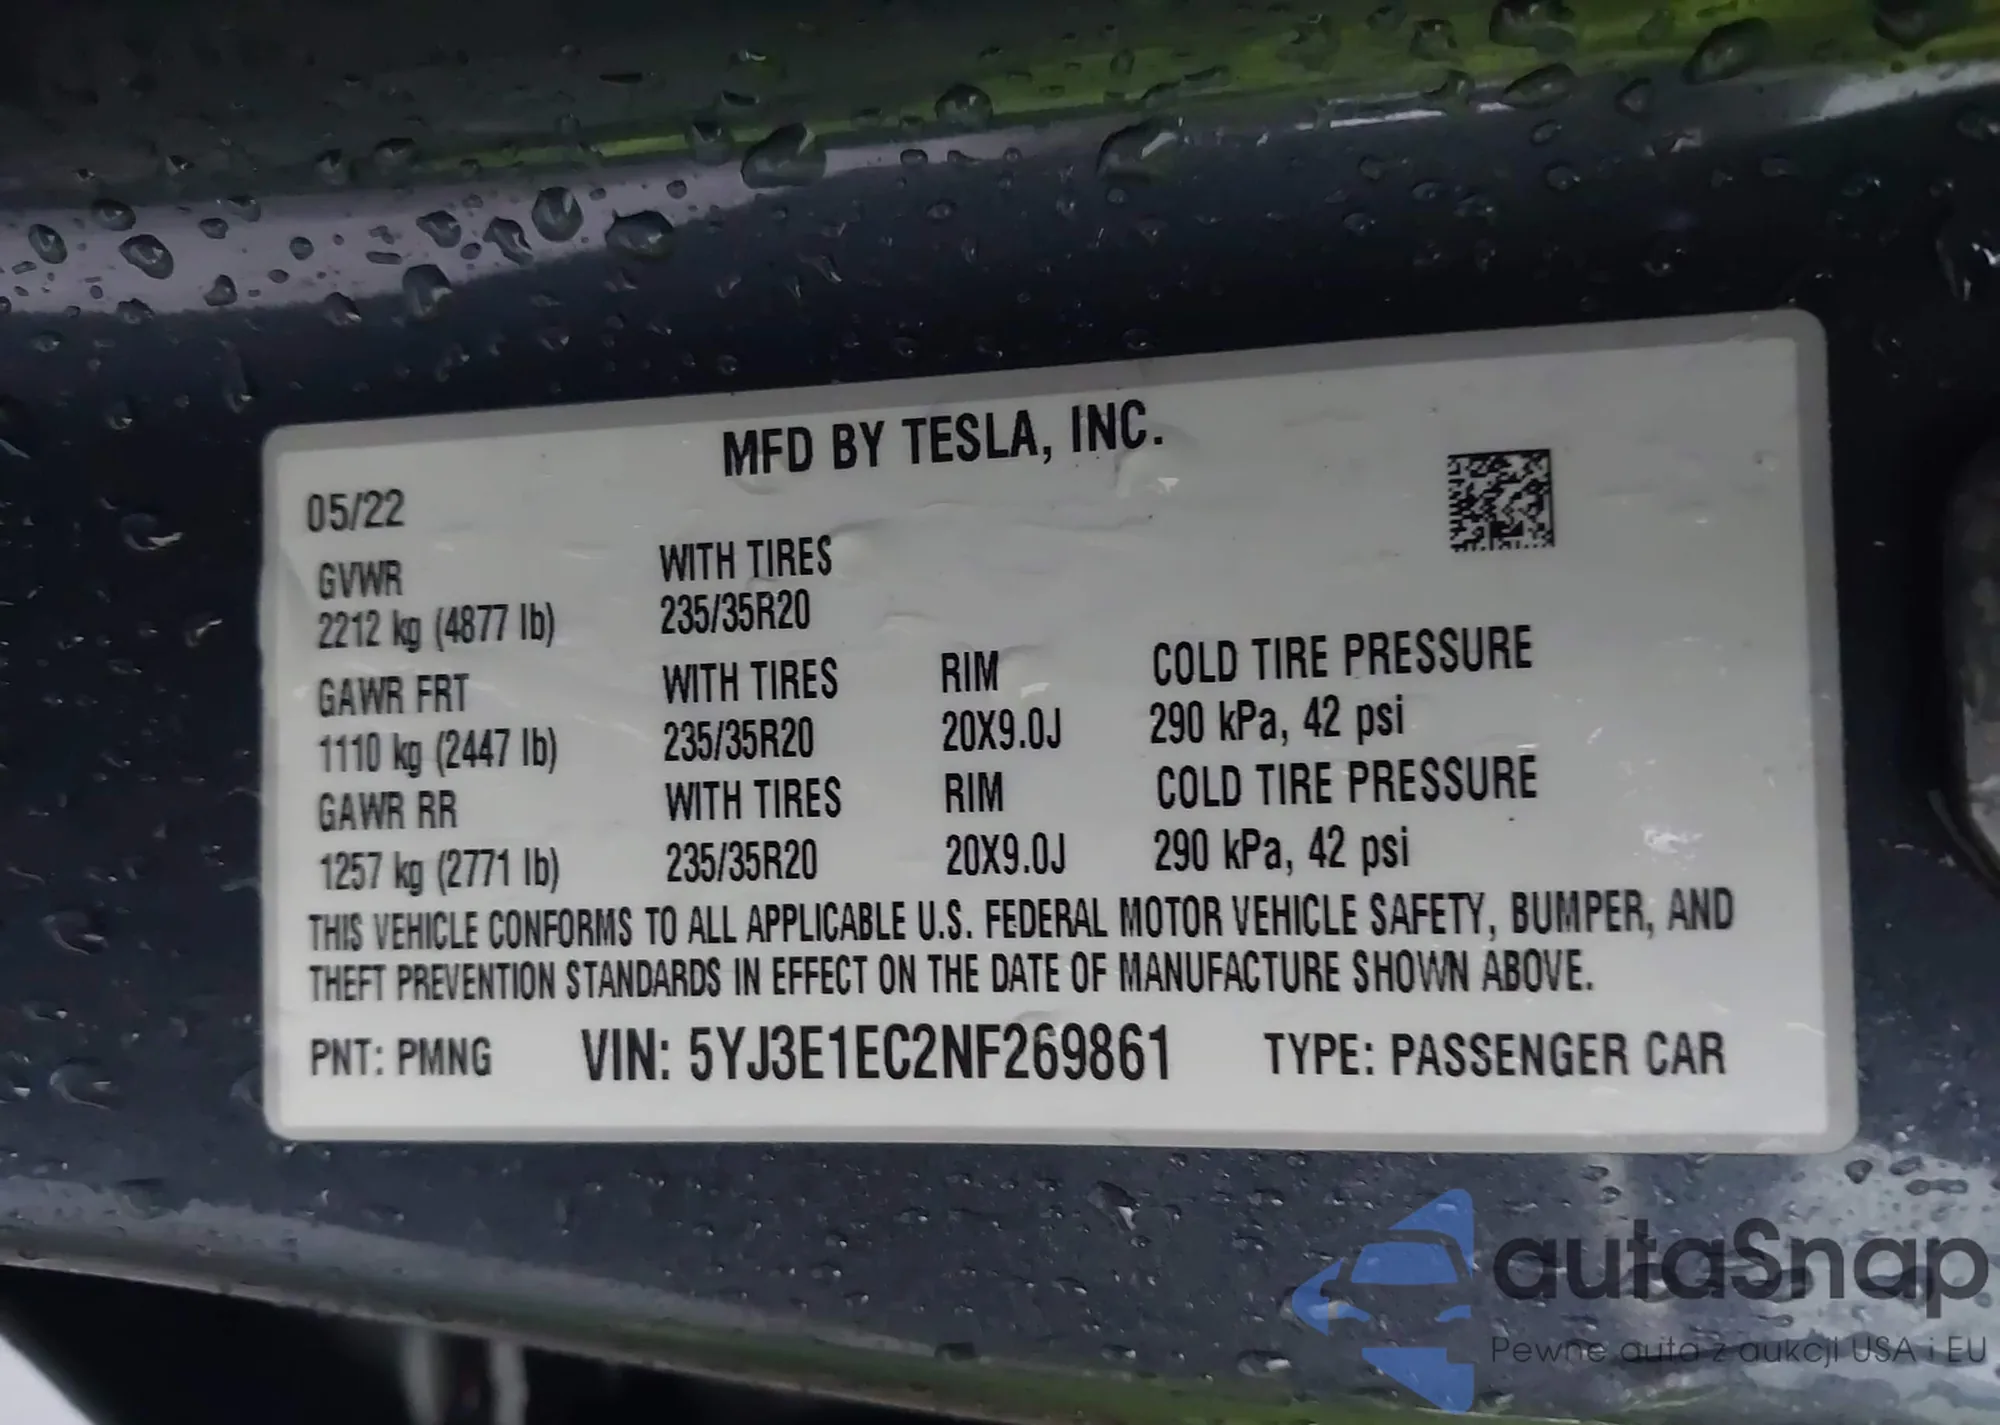 MFD BY TESLA, INC.
05/22
GVWR WITH TIRES
2212 kg (4877 lb) 235/35R20
GAWR FRT WITH TIRES RIM COLD TIRE PRESSURE
1110 kg (2447 lb) 235/35R20 20X9.0J 290 kPa, 42 psi
GAWR RR WITH TIRES RIM COLD TIRE PRESSURE
1257 kg (2771 lb) 235/35R20 20X9.0J 290 kPa, 42 psi
THIS VEHICLE CONFORMS TO ALL APPLICABLE U.S. FEDERAL MOTOR VEHICLE SAFETY, BUMPER, AND
THEFT PREVENTION STANDARDS IN EFFECT ON THE DATE OF MANUFACTURE SHOWN ABOVE.
PNT: PMNG VIN: 5YJ3E1EC2NF269861 TYPE: PASSENGER CAR
autaSnap
Pewne auta z aukcji USA i EU